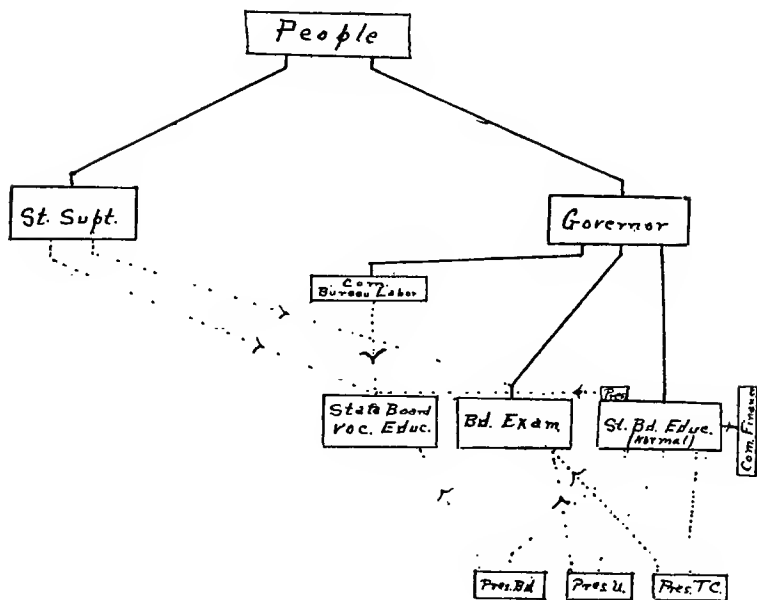 People
St. Supt.
Governor
Com.
Bureau Labor
Pres
State Board
Voc. Educ.
Bd. Exam
St. Bd. Educ.
(Normal)
Com. Finance
Pres. Bd
Pres. U.
Pres. T C.